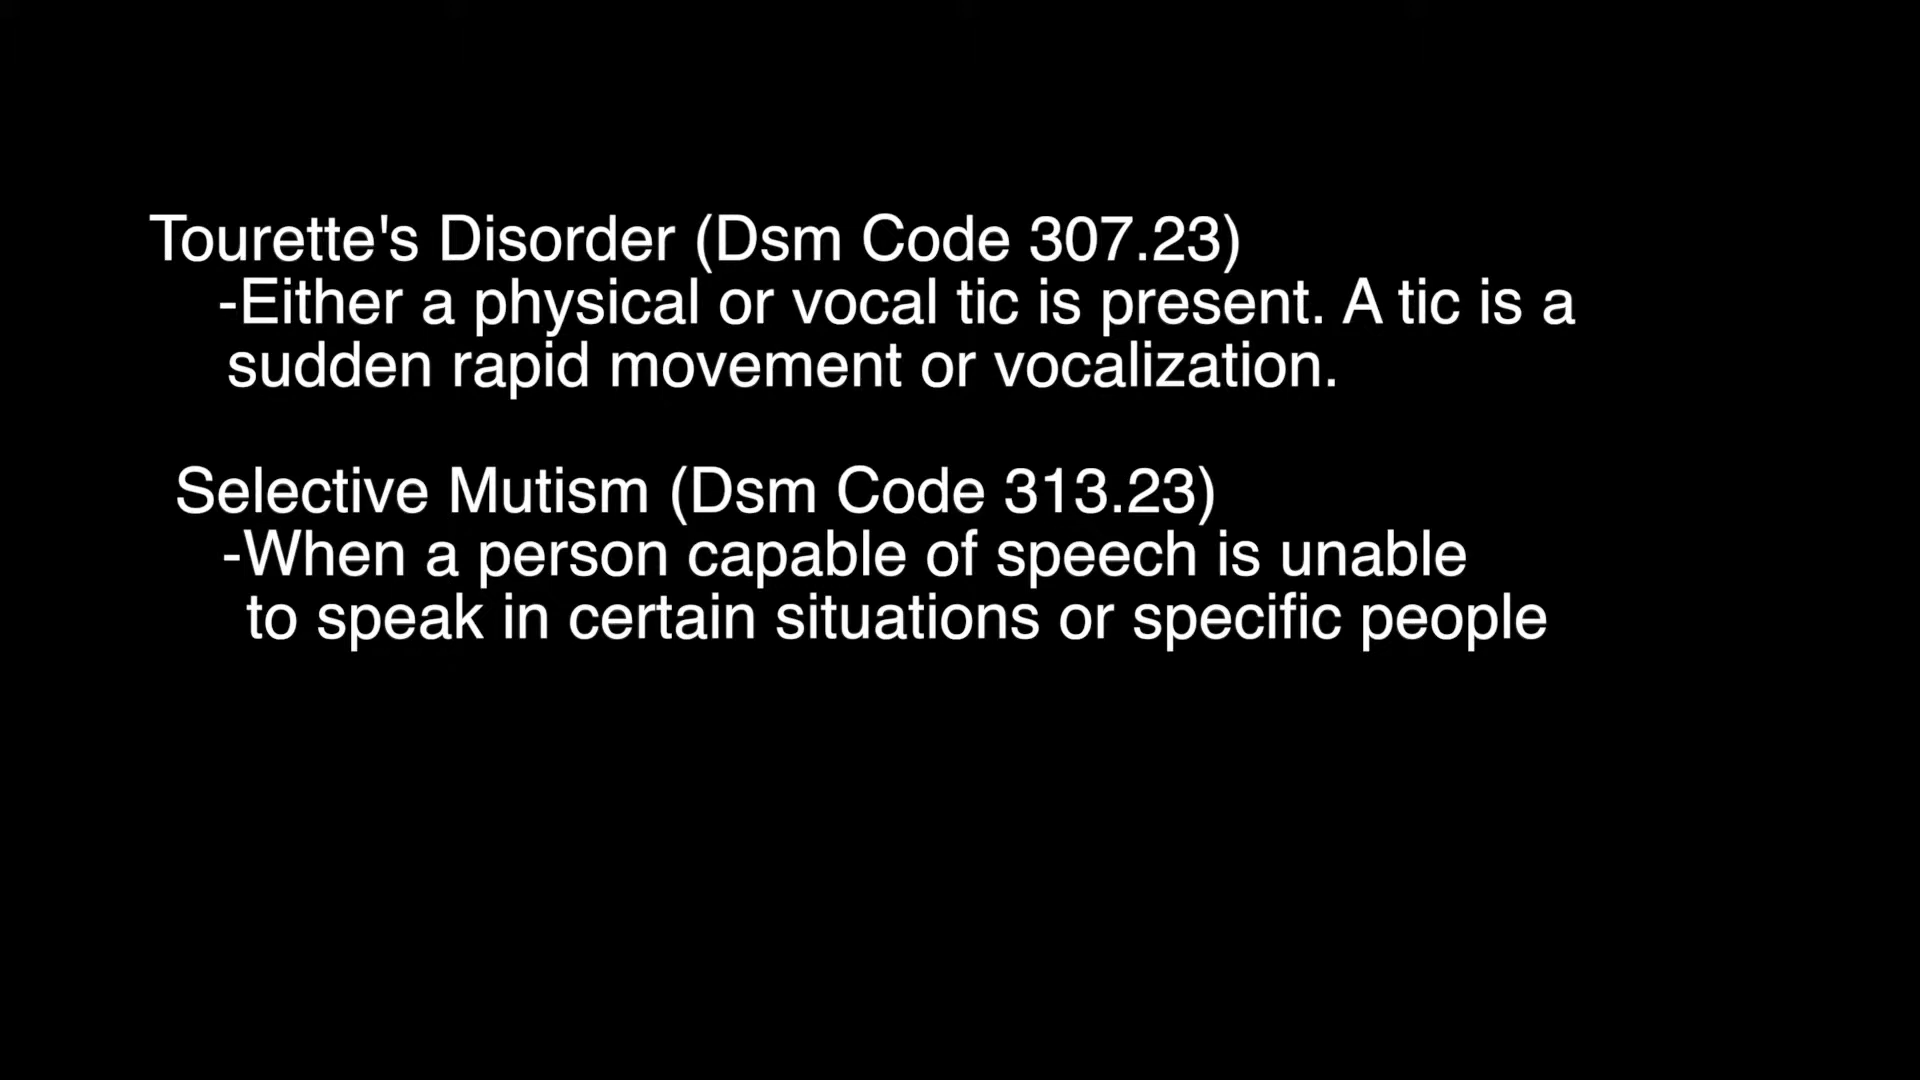 Tourette's Disorder (Dsm Code 307.23)
-Either a physical or vocal tic is present. A tic is a
sudden rapid movement or vocalization.
Selective Mutism (Dsm Code 313.23)
-When a person capable of speech is unable
to speak in certain situations or specific people